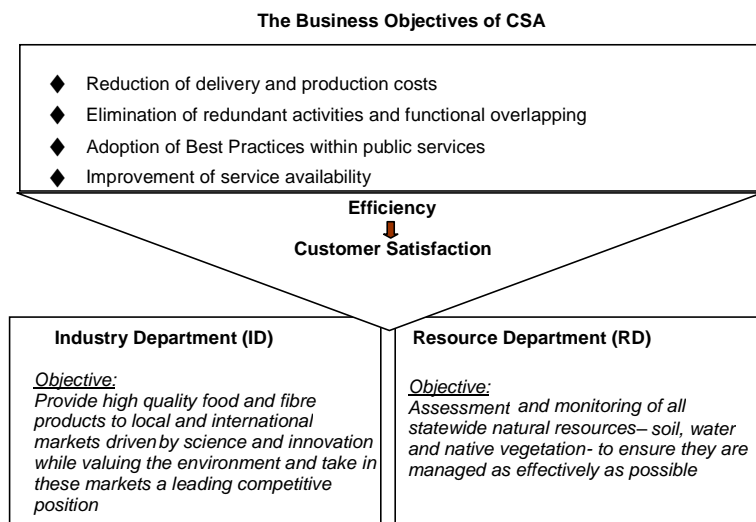 The Business Objectives of CSA
◆ Reduction of delivery and production costs
◆ Elimination of redundant activities and functional overlapping
◆ Adoption of Best Practices within public services
◆ Improvement of service availability
Efficiency
Customer Satisfaction
Industry Department (ID)
Objective:
Provide high quality food and fibre
products to local and international
markets driven by science and innovation
while valuing the environment and take in
these markets a leading competitive
position
Resource Department (RD)
Objective:
Assessment and monitoring of all
statewide natural resources– soil, water
and native vegetation- to ensure they are
managed as effectively as possible